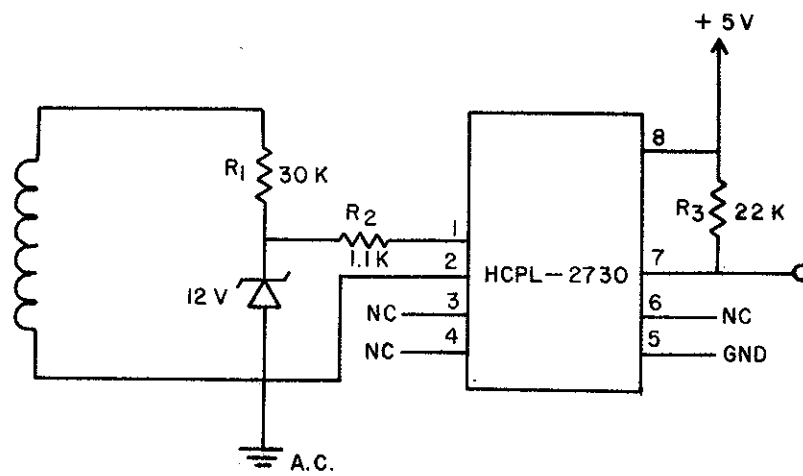 + 5 V
R1 30 K
R2
1.1 K
12 V
A.C.
HCPL-2730
1
2
NC 3
NC 4
8
R3 22 K
7
6 NC
5 GND